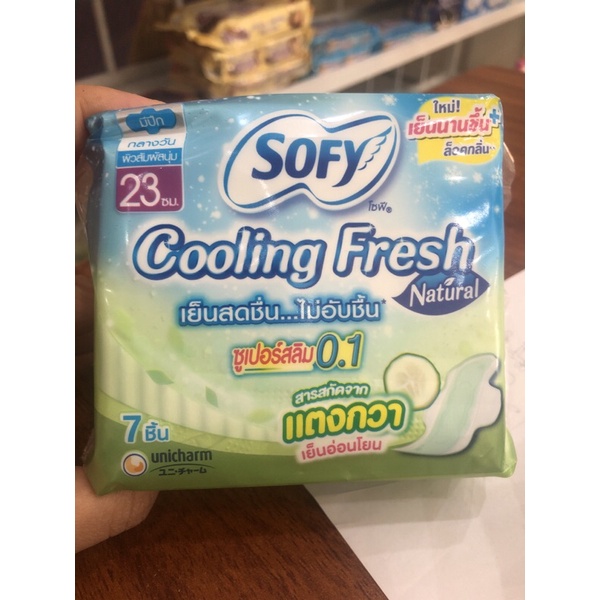 มีปีก
กลางวัน
ผิวสัมผัสนุ่ม
23 ซม.
SOFY
โซฟี®
ใหม่!
เย็นนานขึ้น+
ล็อคกลิ่น
Cooling Fresh
Natural
เย็นสดชื่น...ไม่อับชื้น*
ซูเปอร์สลิม 0.1
สารสกัดจาก
แตงกวา
เย็นอ่อนโยน
7 ชิ้น
unicharm
ユニ・チャーム